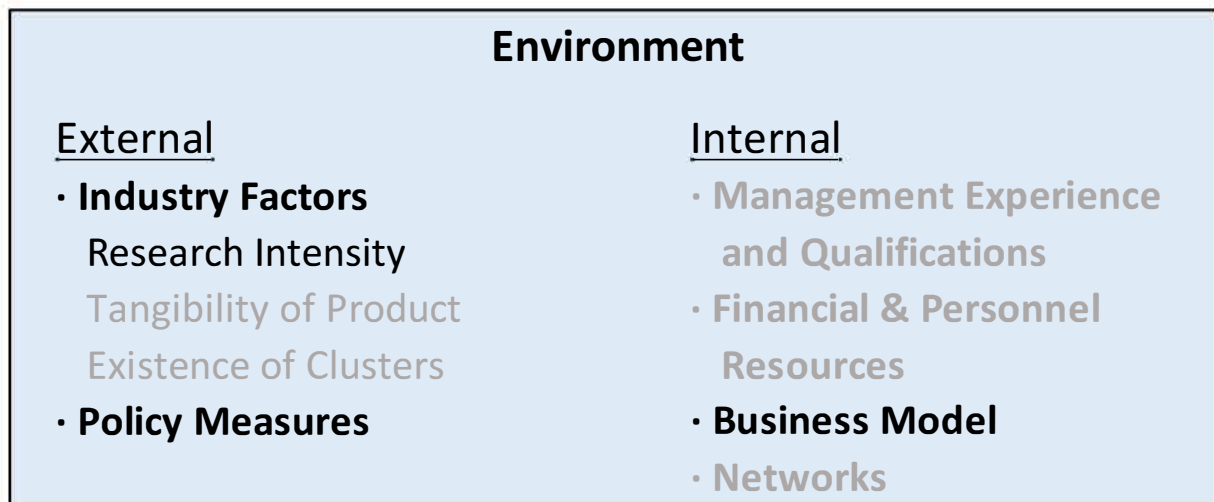 Environment
External
· Industry Factors
Research Intensity
Tangibility of Product
Existence of Clusters
· Policy Measures
Internal
· Management Experience
and Qualifications
· Financial & Personnel
Resources
· Business Model
· Networks